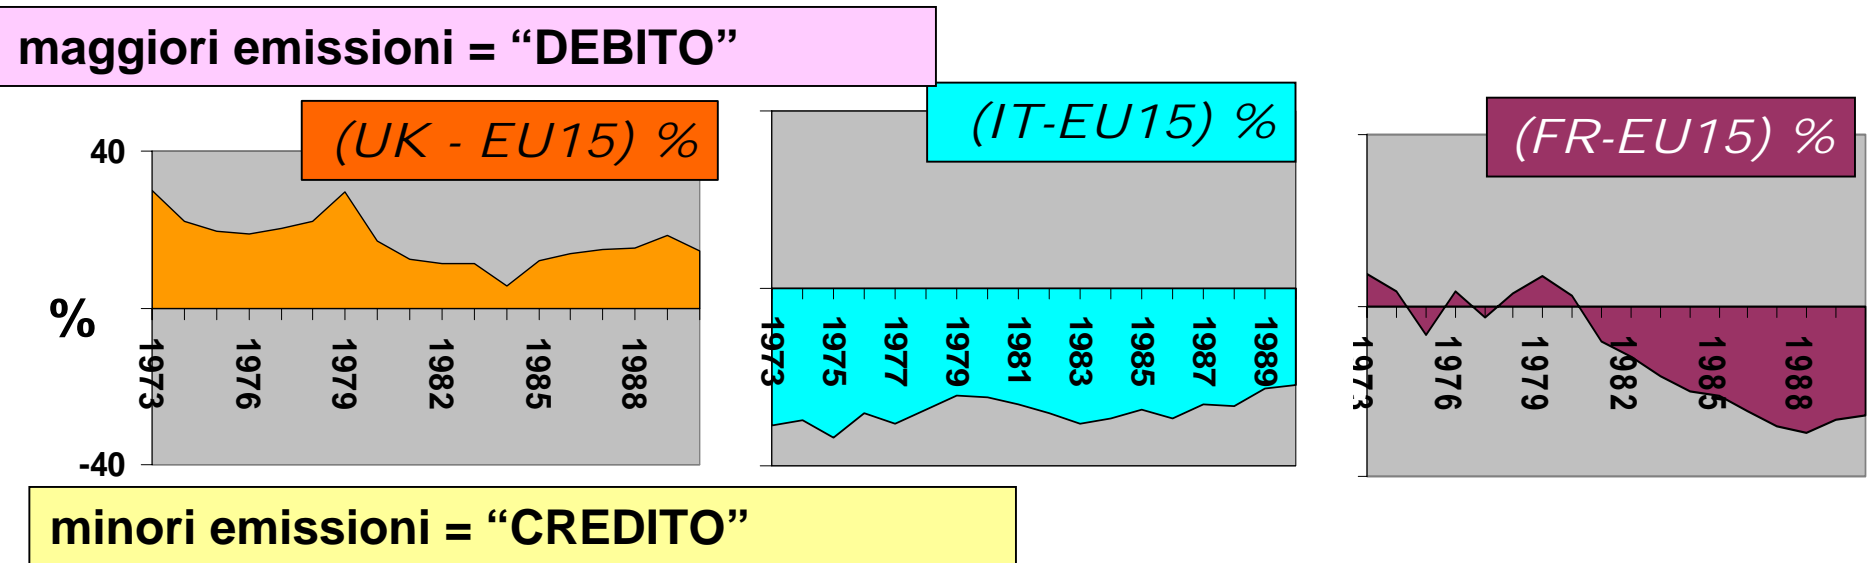 maggiori emissioni = “DEBITO”
(UK - EU15) %
(IT-EU15) %
(FR-EU15) %
40
%
-40
1973 1976 1979 1982 1985 1988
1973 1975 1977 1979 1981 1983 1985 1987 1989
1973 1976 1979 1982 1985 1988
minori emissioni = “CREDITO”